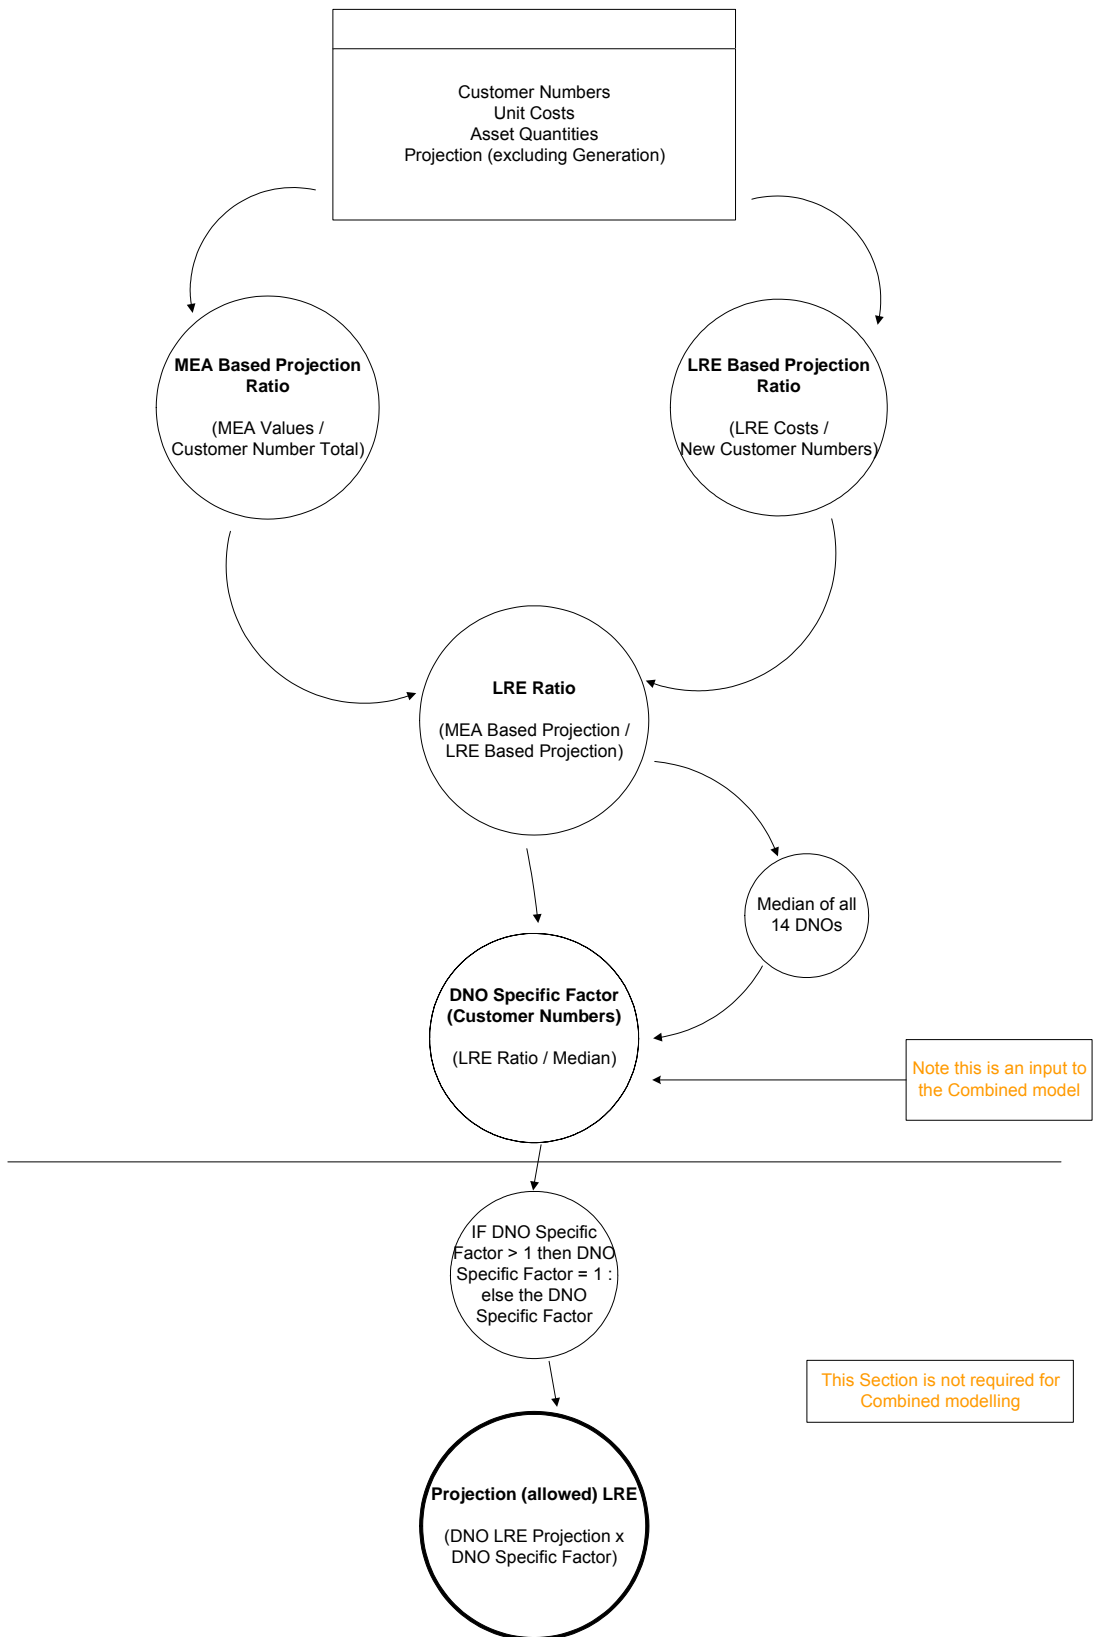 Customer Numbers
Unit Costs
Asset Quantities
Projection (excluding Generation)
MEA Based Projection
Ratio
(MEA Values /
Customer Number Total)
LRE Based Projection
Ratio
(LRE Costs /
New Customer Numbers)
LRE Ratio
(MEA Based Projection /
LRE Based Projection)
Median of all
14 DNOs
DNO Specific Factor
(Customer Numbers)
(LRE Ratio / Median)
Note this is an input to
the Combined model
IF DNO Specific
Factor > 1 then DNO
Specific Factor = 1 :
else the DNO
Specific Factor
This Section is not required for
Combined modelling
Projection (allowed) LRE
(DNO LRE Projection x
DNO Specific Factor)